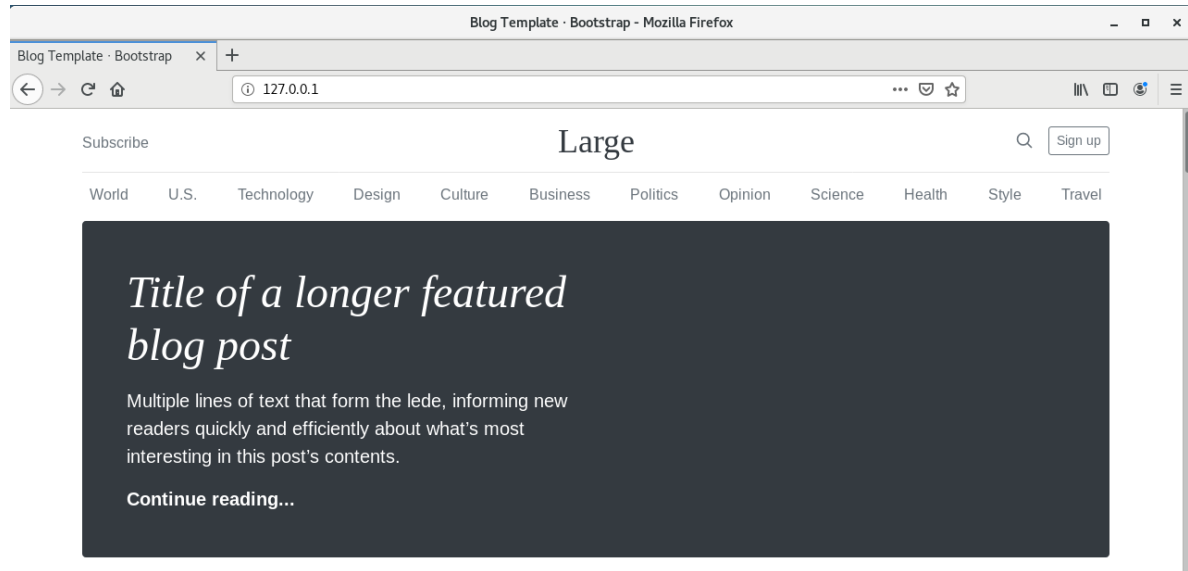 Blog Template · Bootstrap - Mozilla Firefox
Blog Template · Bootstrap
127.0.0.1
Subscribe Large Sign up
World U.S. Technology Design Culture Business Politics Opinion Science Health Style Travel
Title of a longer featured
blog post
Multiple lines of text that form the lede, informing new
readers quickly and efficiently about what’s most
interesting in this post’s contents.
Continue reading...